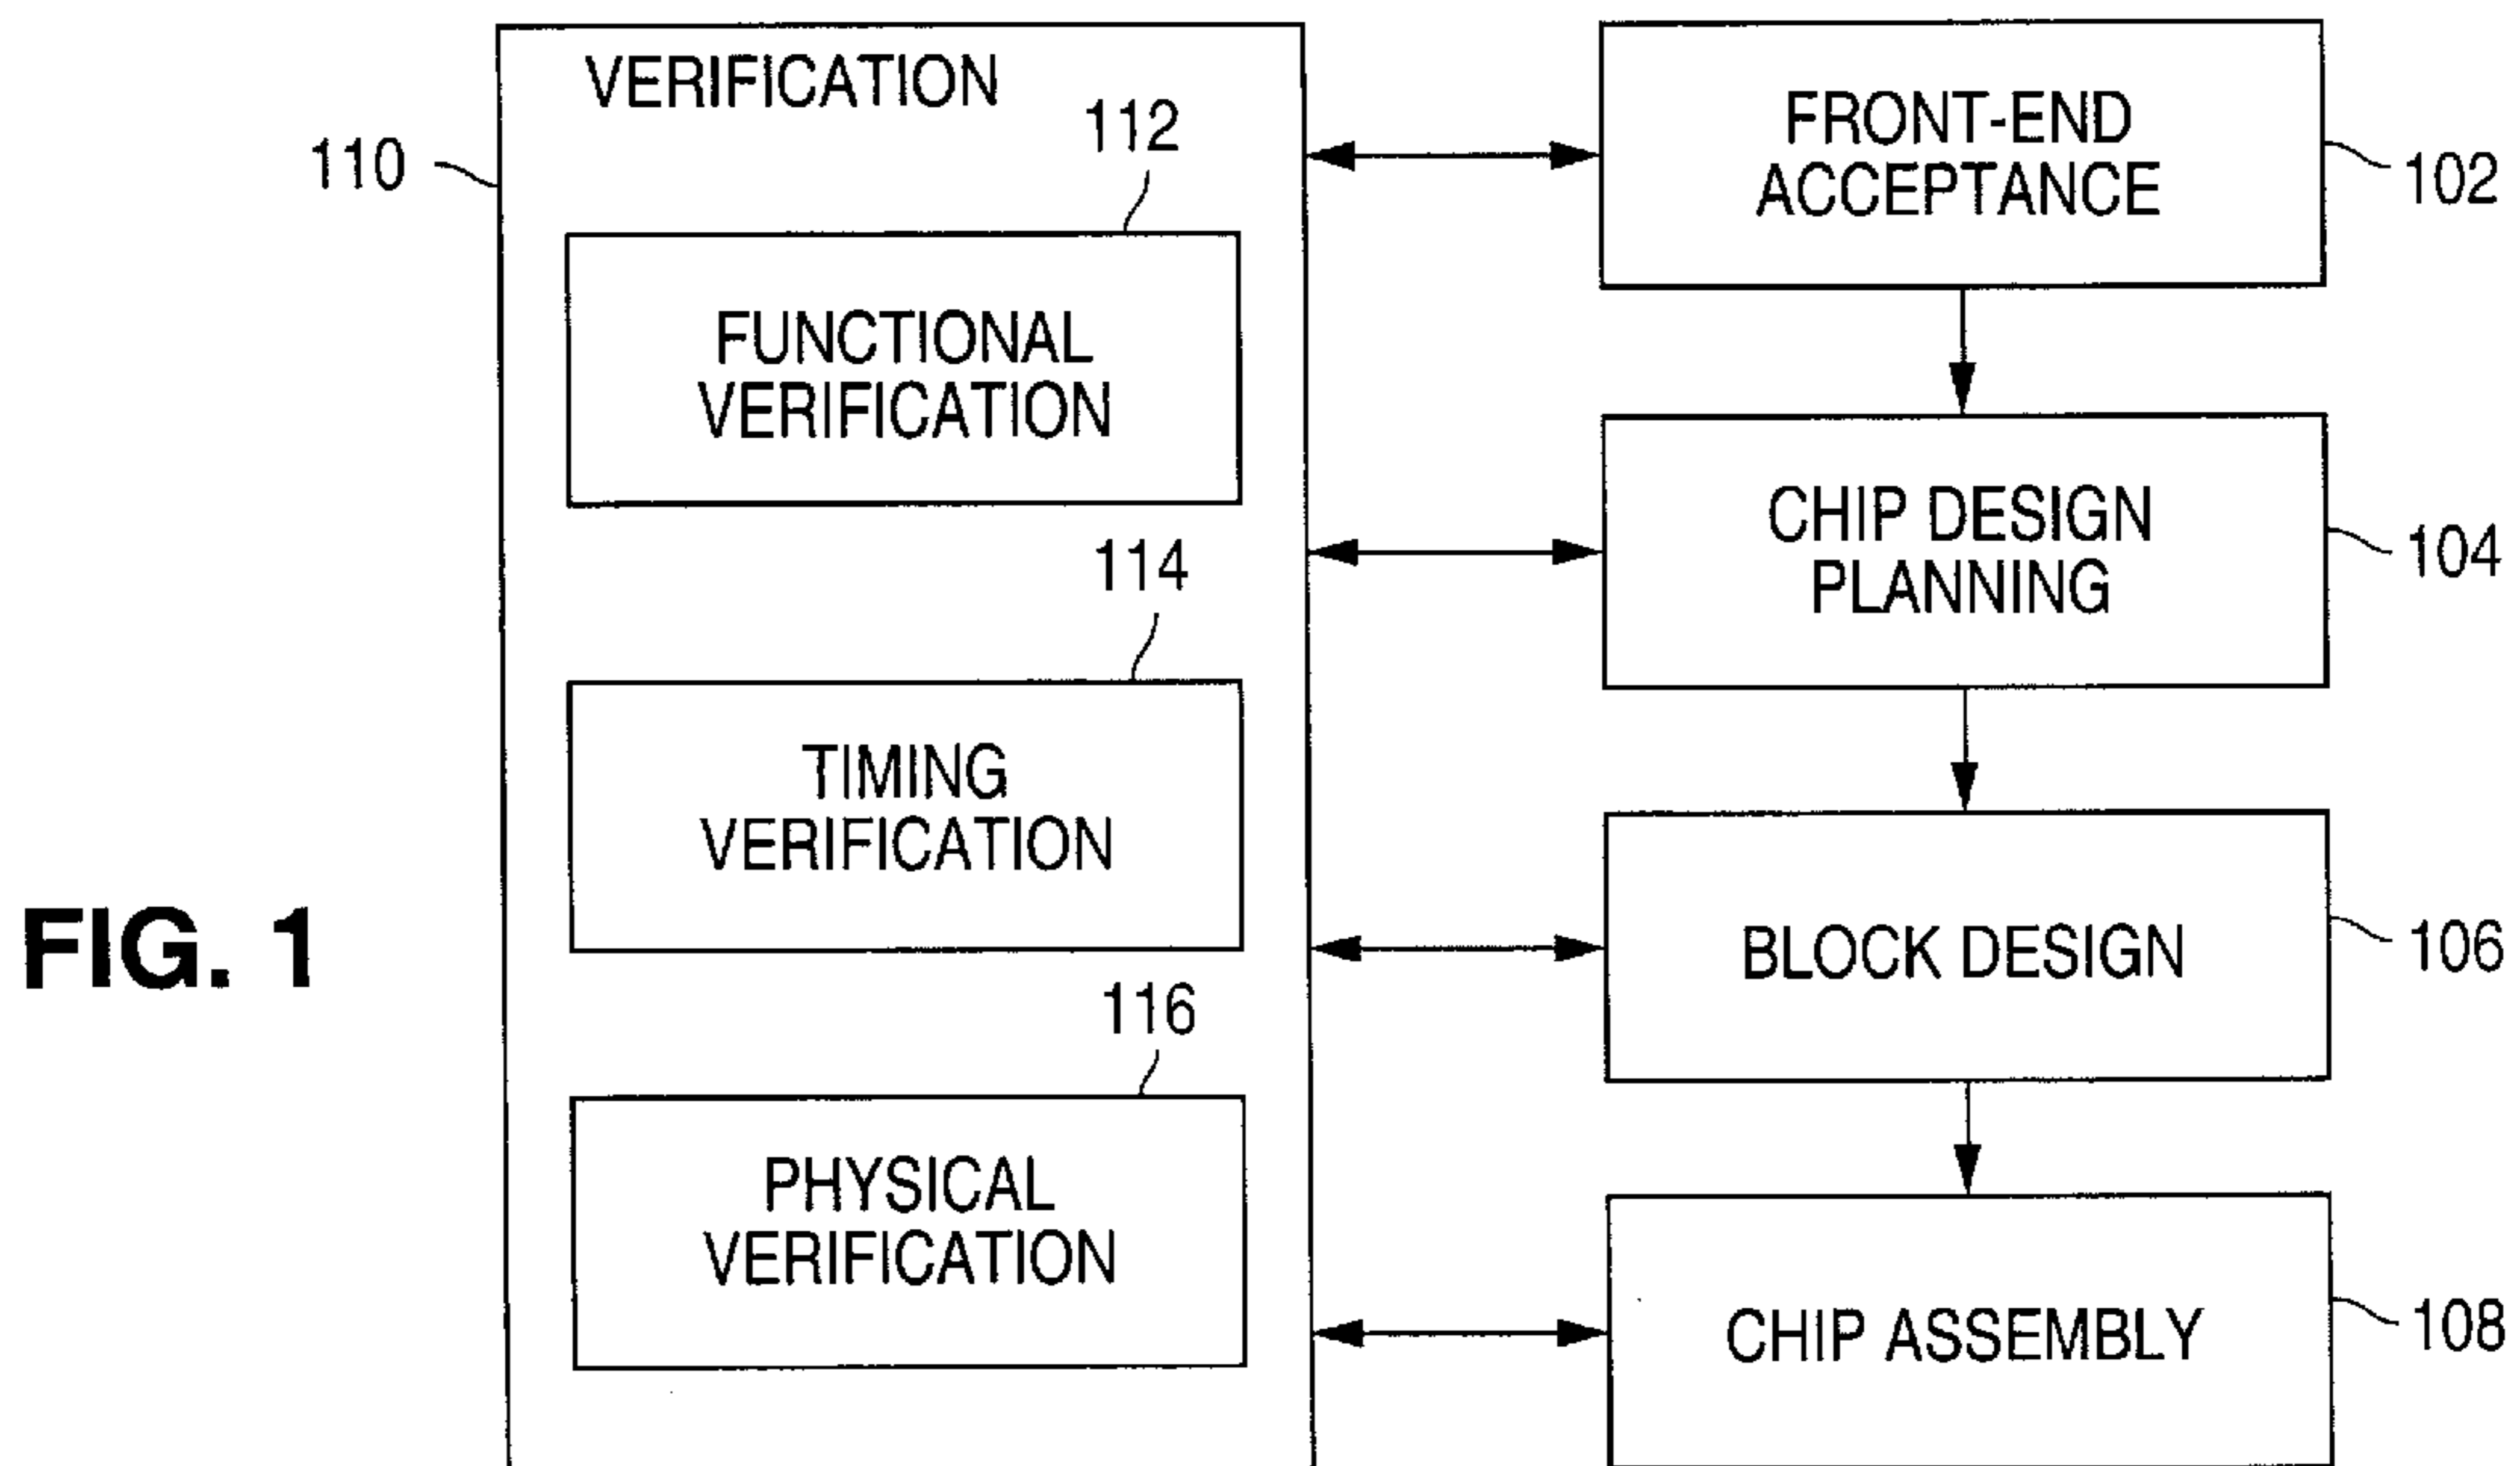 VERIFICATION
110
112
FUNCTIONAL
VERIFICATION
114
TIMING
VERIFICATION
116
PHYSICAL
VERIFICATION
FRONT-END
ACCEPTANCE
102
CHIP DESIGN
PLANNING
104
BLOCK DESIGN
106
CHIP ASSEMBLY
108
FIG. 1